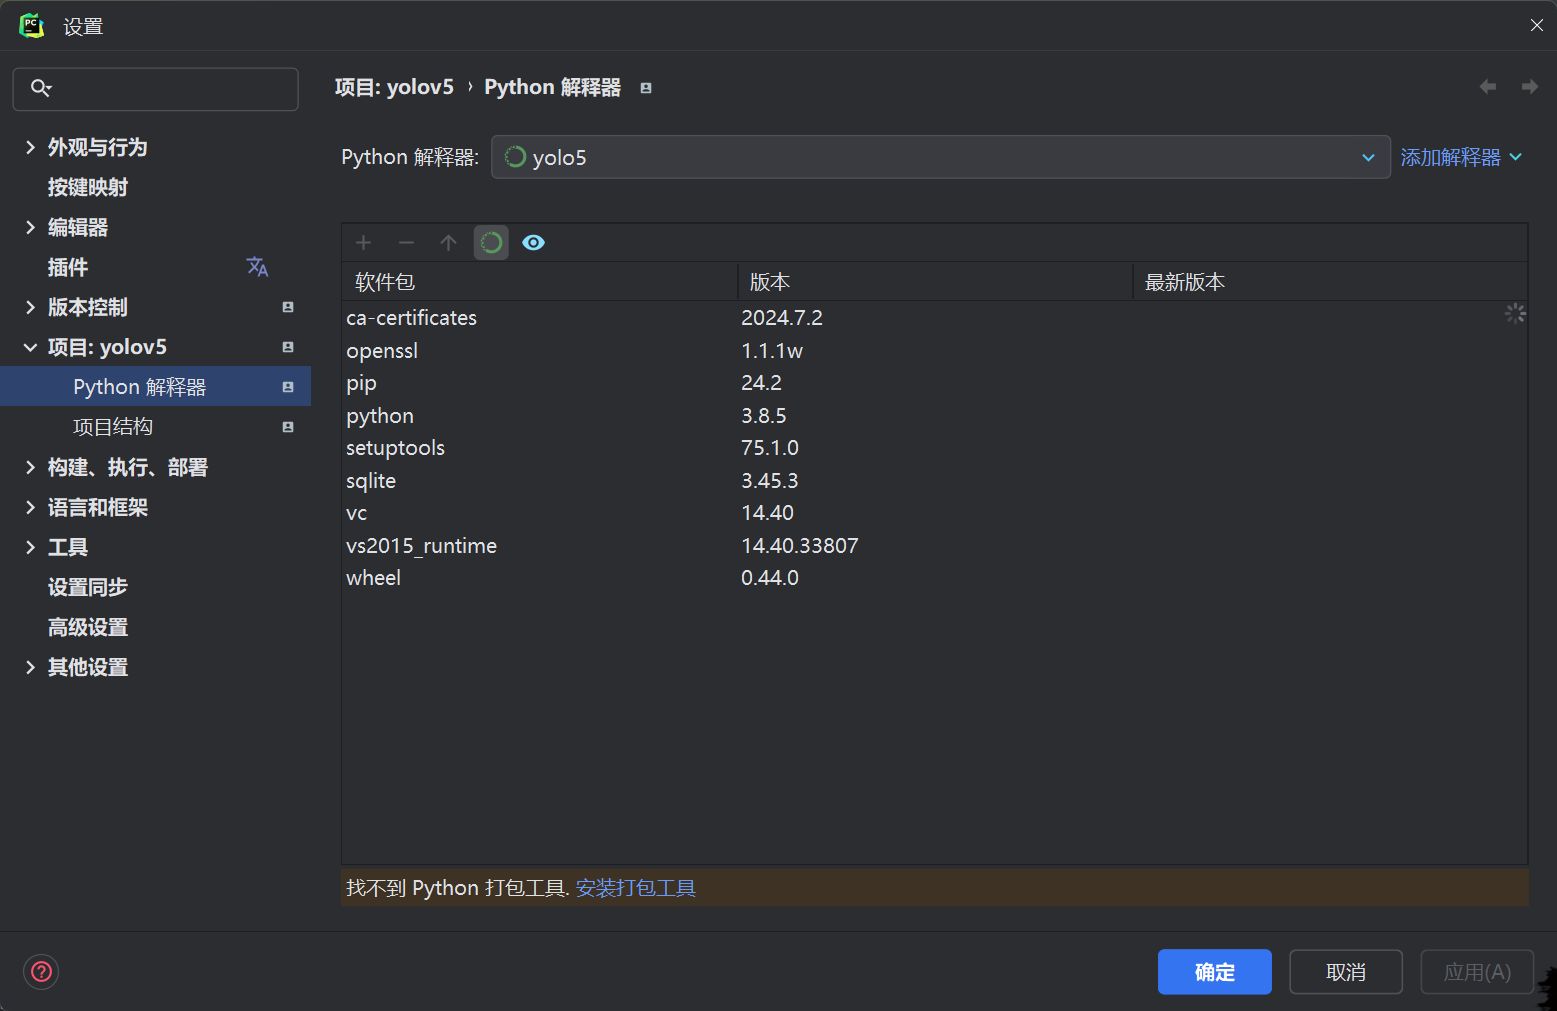 设置
项目: yolov5 › Python 解释器
外观与行为
按键映射
编辑器
插件
版本控制
项目: yolov5
Python 解释器
项目结构
构建、执行、部署
语言和框架
工具
设置同步
高级设置
其他设置
Python 解释器: yolo5 添加解释器
软件包 版本 最新版本
ca-certificates 2024.7.2
openssl 1.1.1w
pip 24.2
python 3.8.5
setuptools 75.1.0
sqlite 3.45.3
vc 14.40
vs2015_runtime 14.40.33807
wheel 0.44.0
找不到 Python 打包工具. 安装打包工具
确定 取消 应用(A)